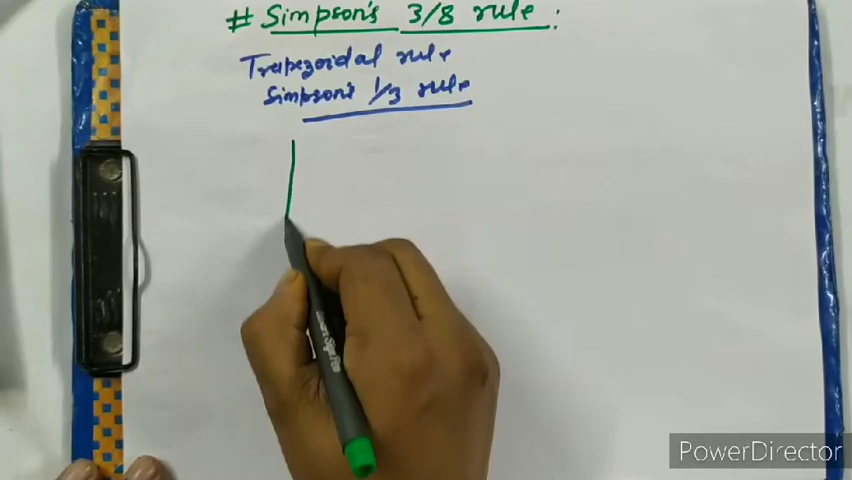 # Simpson's 3/8 rule :
Trapezoidal rule
Simpson's 1/3 rule
PowerDirector